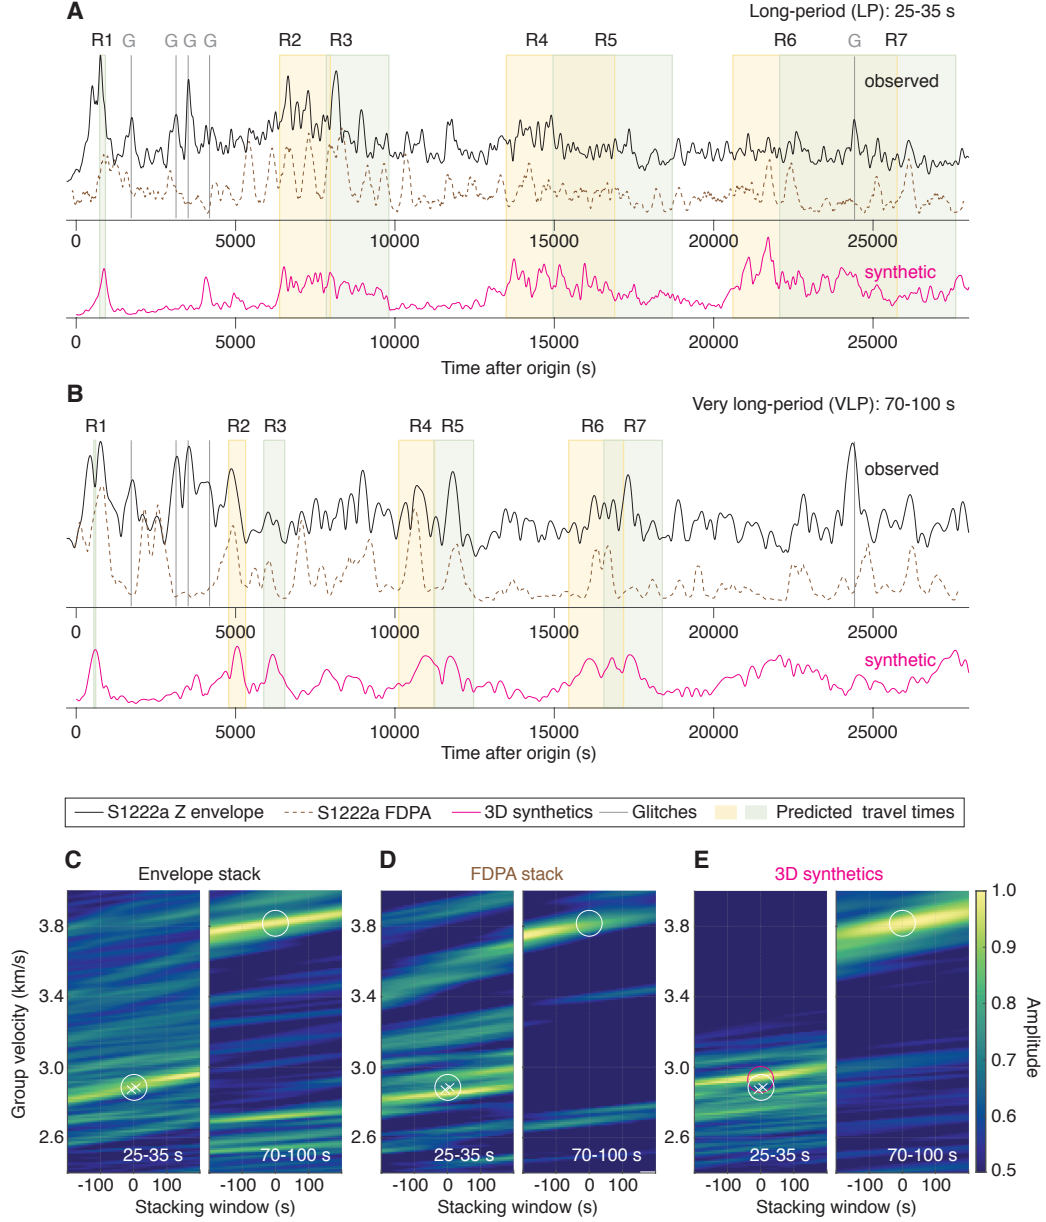 A
Long-period (LP): 25-35 s
R1 G G G G R2 R3 R4 R5 R6 G R7
observed
0 5000 10000 15000 20000 25000
synthetic
0 5000 10000 15000 20000 25000
Time after origin (s)
B
Very long-period (VLP): 70-100 s
R1 R2 R3 R4 R5 R6 R7
observed
0 5000 10000 15000 20000 25000
synthetic
0 5000 10000 15000 20000 25000
Time after origin (s)
S1222a Z envelope S1222a FDPA 3D synthetics Glitches Predicted travel times
C D E
Envelope stack FDPA stack 3D synthetics
Group velocity (km/s)
3.8 3.8 3.8
3.4 3.4 3.4
3.0 3.0 3.0
2.6 2.6 2.6
25-35 s 70-100 s 25-35 s 70-100 s 25-35 s 70-100 s
-100 0 100 -100 0 100 -100 0 100 -100 0 100 -100 0 100 -100 0 100
Stacking window (s) Stacking window (s) Stacking window (s)
1.0
0.9
0.8
0.7
0.6
0.5
Amplitude